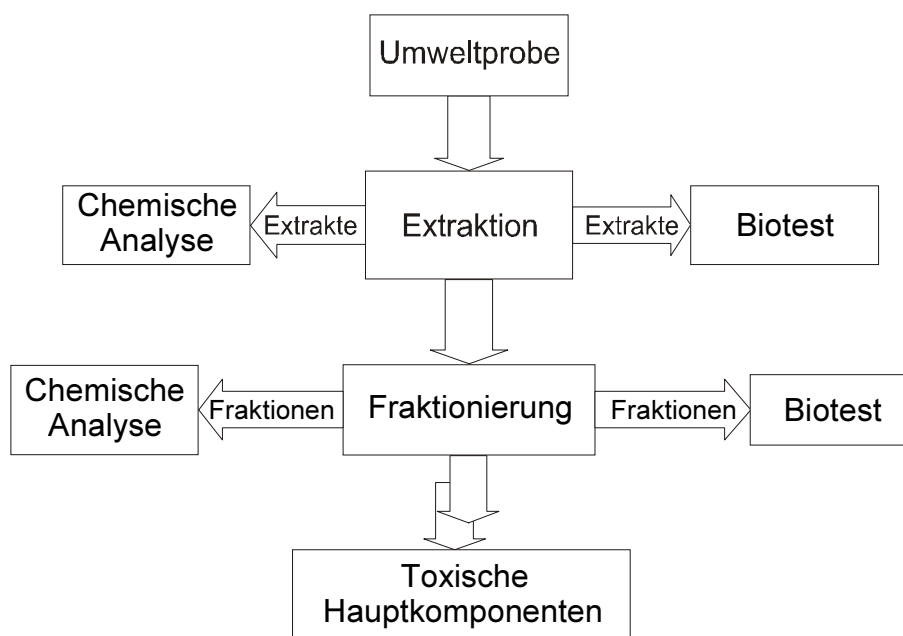 Umweltprobe
Chemische
Analyse
Extrakte
Extraktion
Extrakte
Biotest
Chemische
Analyse
Fraktionen
Fraktionierung
Fraktionen
Biotest
Toxische
Hauptkomponenten